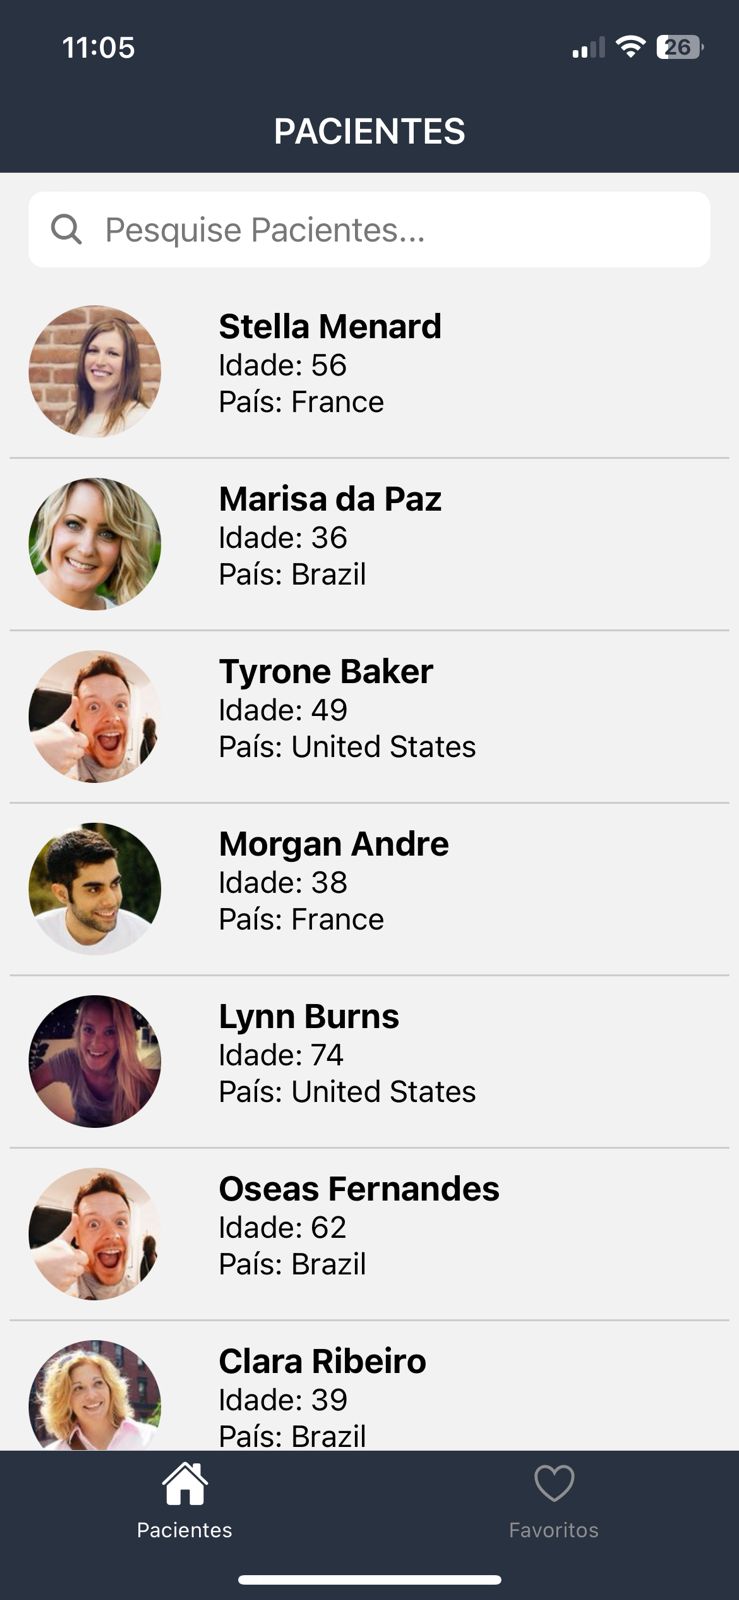 11:05
26
PACIENTES
Pesquise Pacientes...
Stella Menard
Idade: 56
País: France
Marisa da Paz
Idade: 36
País: Brazil
Tyrone Baker
Idade: 49
País: United States
Morgan Andre
Idade: 38
País: France
Lynn Burns
Idade: 74
País: United States
Oseas Fernandes
Idade: 62
País: Brazil
Clara Ribeiro
Idade: 39
País: Brazil
Pacientes
Favoritos